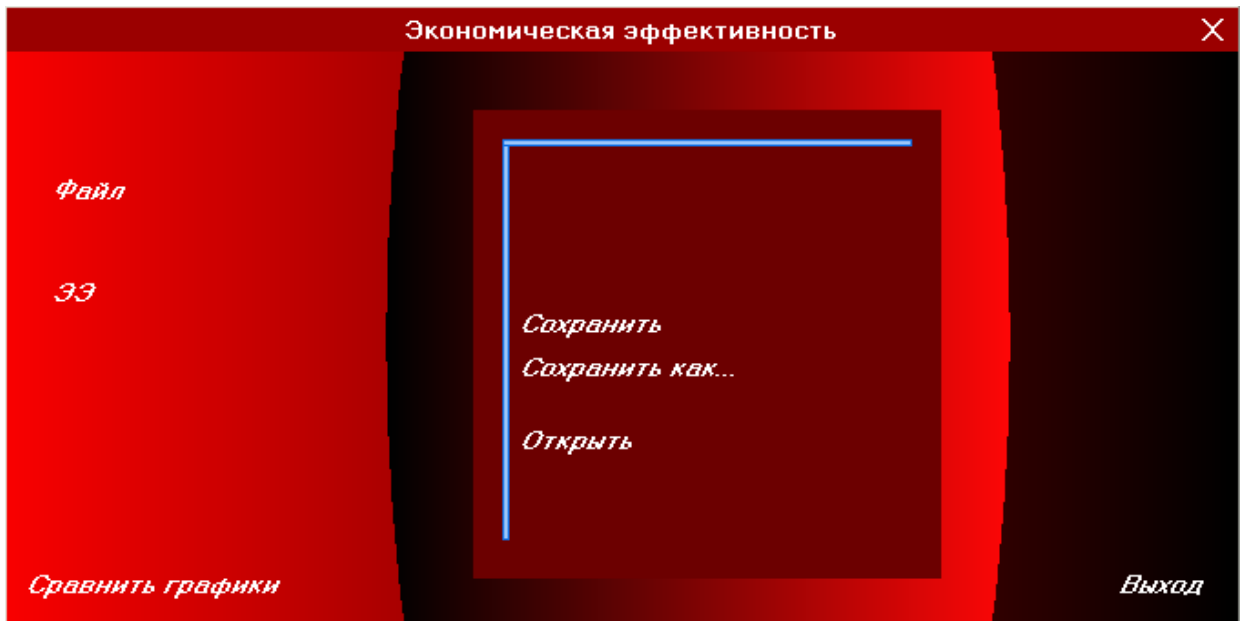 Экономическая эффективность
Файл
ЭЭ
Сохранить
Сохранить как...
Открыть
Сравнить графики
Выход